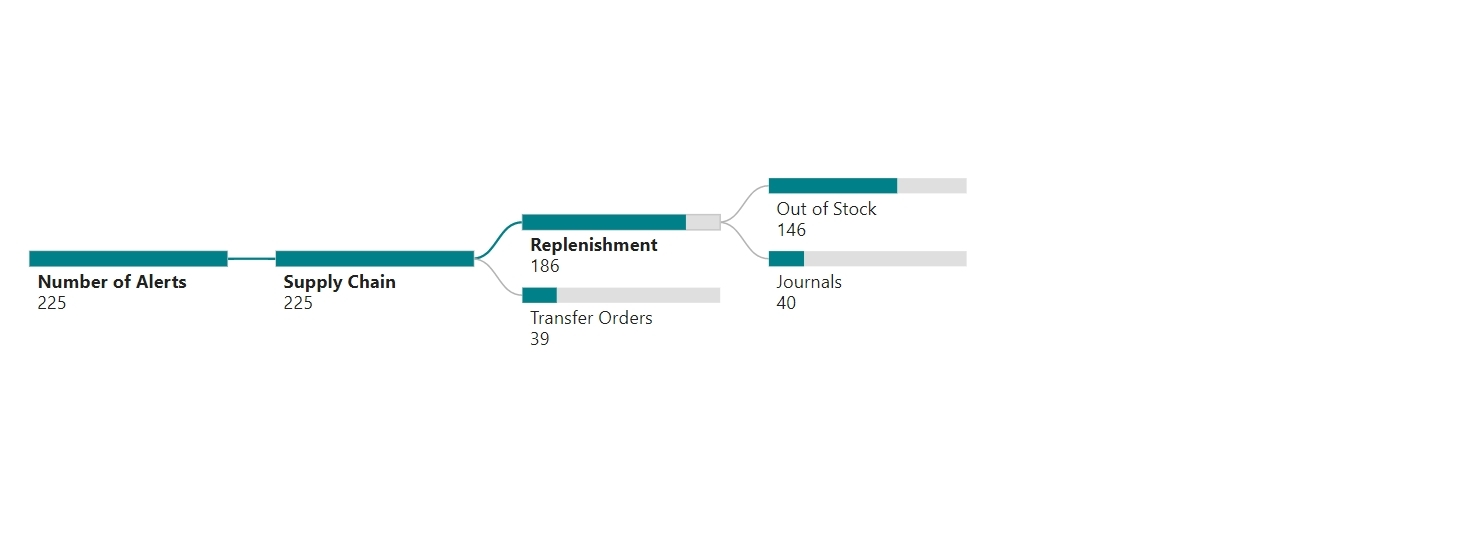 Number of Alerts
225
Supply Chain
225
Replenishment
186
Transfer Orders
39
Out of Stock
146
Journals
40